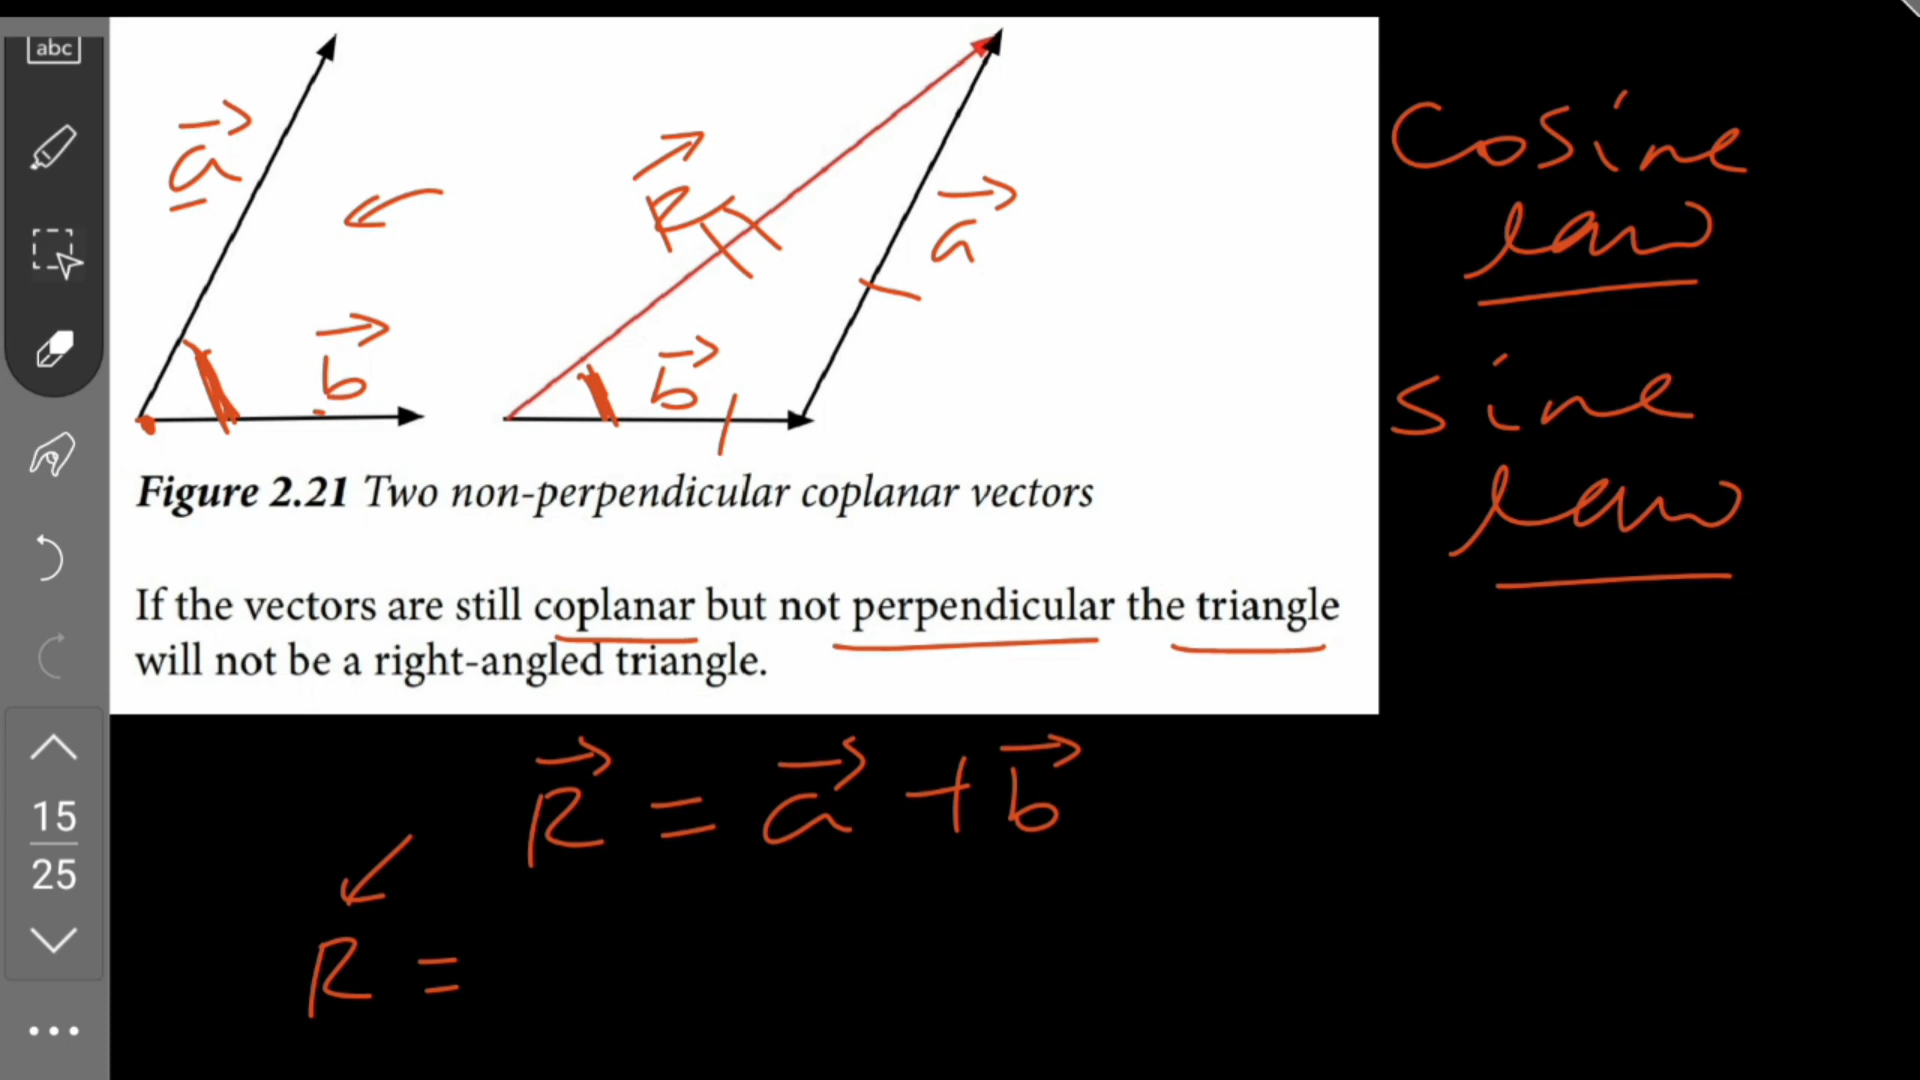 abc
a
b
R
b
a
Figure 2.21 Two non-perpendicular coplanar vectors
If the vectors are still coplanar but not perpendicular the triangle
will not be a right-angled triangle.
Cosine
law
sine
law
R = a + b
R =
15
25